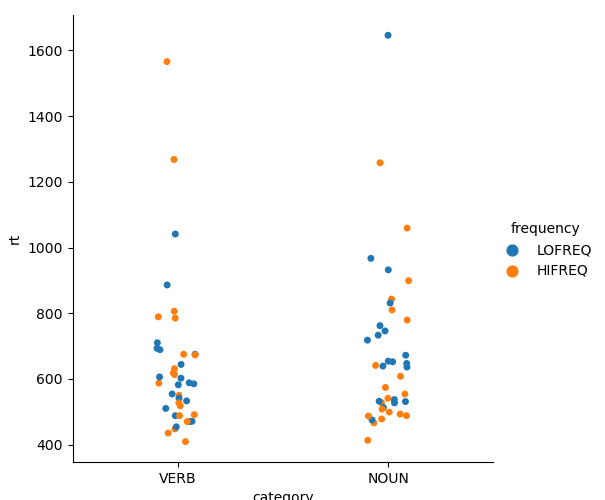 1600
1400
1200
1000
800
600
400
rt
VERB
NOUN
category
frequency
LOFREQ
HIFREQ